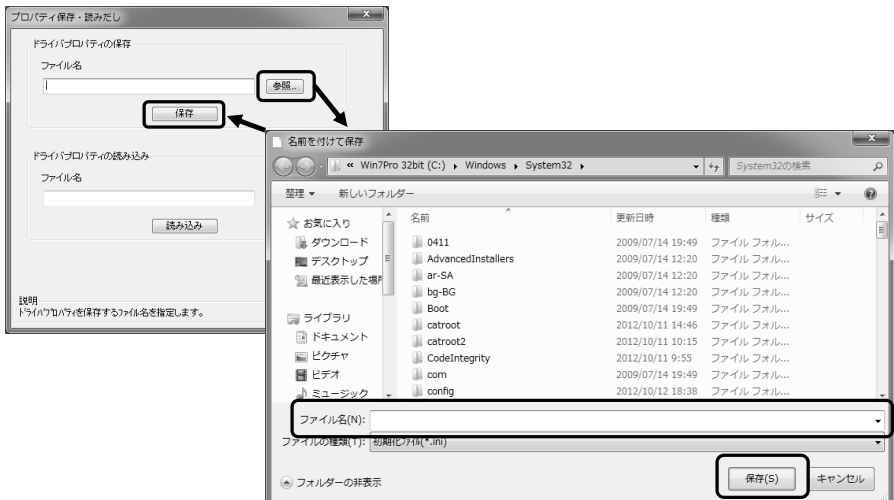 プロパティ保存・読みだし
ドライバプロパティの保存
ファイル名
参照...
保存
ドライバプロパティの読み込み
ファイル名
読み込み
説明
ドライバプロパティを保存するファイル名を指定します。
名前を付けて保存
« Win7Pro 32bit (C:) ▸ Windows ▸ System32 ▸
System32の検索
整理 ▼ 新しいフォルダー
お気に入り
ダウンロード
デスクトップ
最近表示した場所
ライブラリ
ドキュメント
ピクチャ
ビデオ
ミュージック
名前 更新日時 種類 サイズ
0411 2009/07/14 19:49 ファイル フォル...
AdvancedInstallers 2009/07/14 12:20 ファイル フォル...
ar-SA 2009/07/14 12:20 ファイル フォル...
bg-BG 2009/07/14 12:20 ファイル フォル...
Boot 2009/07/14 19:49 ファイル フォル...
catroot 2012/10/11 14:46 ファイル フォル...
catroot2 2012/10/11 10:15 ファイル フォル...
CodeIntegrity 2012/10/11 9:55 ファイル フォル...
com 2009/07/14 19:49 ファイル フォル...
config 2012/10/12 18:38 ファイル フォル...
ファイル名(N):
ファイルの種類(T): 初期化ファイル(*.ini)
フォルダーの非表示
保存(S) キャンセル